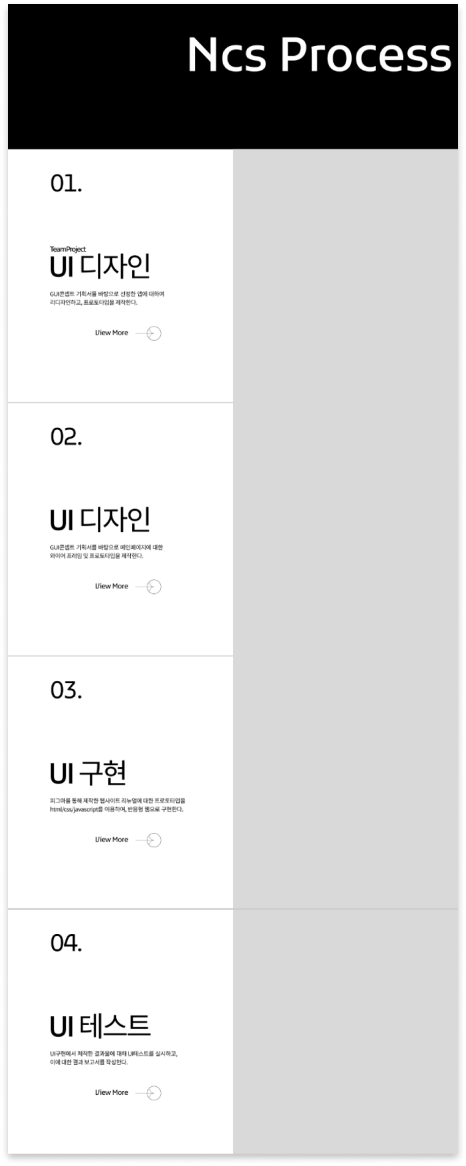 Ncs Process
01.
TeamProject
UI 디자인
GUI콘셉트 기획서를 바탕으로 선정한 앱에 대하여
리디자인하고, 프로토타입을 제작한다.
View More
02.
UI 디자인
GUI콘셉트 기획서를 바탕으로 메인페이지에 대한
와이어 프레임 및 프로토타입을 제작한다.
View More
03.
UI 구현
피그마를 통해 제작한 웹사이트 리뉴얼에 대한 프로토타입을
html/css/javascript를 이용하여, 반응형 웹으로 구현한다.
View More
04.
UI 테스트
UI구현에서 제작한 결과물에 대해 UI테스트를 실시하고,
이에 대한 결과 보고서를 작성한다.
View More